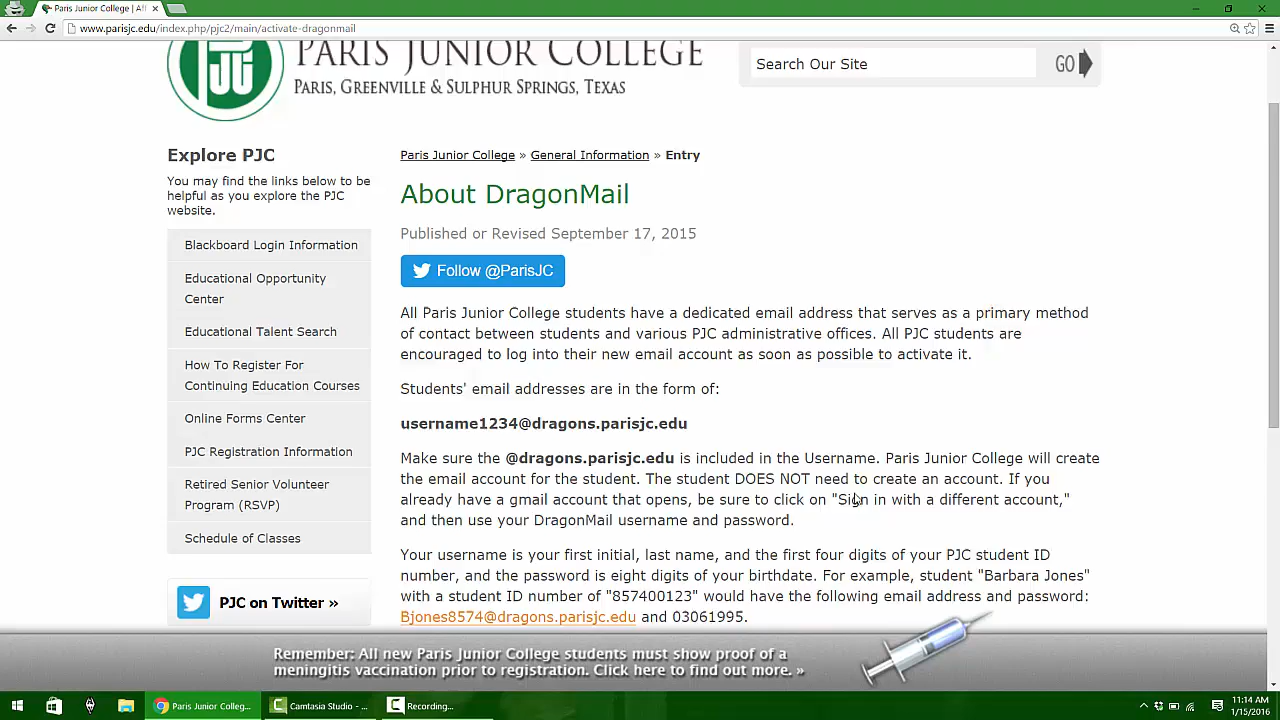 Paris Junior College | Af
www.parisjc.edu/index.php/pjc2/main/activate-dragonmail
PJC
PARIS JUNIOR COLLEGE
PARIS, GREENVILLE & SULPHUR SPRINGS, TEXAS
Search Our Site
GO
Explore PJC
You may find the links below to be
helpful as you explore the PJC
website.
Blackboard Login Information
Educational Opportunity
Center
Educational Talent Search
How To Register For
Continuing Education Courses
Online Forms Center
PJC Registration Information
Retired Senior Volunteer
Program (RSVP)
Schedule of Classes
PJC on Twitter »
Paris Junior College » General Information » Entry
About DragonMail
Published or Revised September 17, 2015
Follow @ParisJC
All Paris Junior College students have a dedicated email address that serves as a primary method
of contact between students and various PJC administrative offices. All PJC students are
encouraged to log into their new email account as soon as possible to activate it.
Students' email addresses are in the form of:
username1234@dragons.parisjc.edu
Make sure the @dragons.parisjc.edu is included in the Username. Paris Junior College will create
the email account for the student. The student DOES NOT need to create an account. If you
already have a gmail account that opens, be sure to click on "Sign in with a different account,"
and then use your DragonMail username and password.
Your username is your first initial, last name, and the first four digits of your PJC student ID
number, and the password is eight digits of your birthdate. For example, student "Barbara Jones"
with a student ID number of "857400123" would have the following email address and password:
Bjones8574@dragons.parisjc.edu and 03061995.
Remember: All new Paris Junior College students must show proof of a
meningitis vaccination prior to registration. Click here to find out more. »
Paris Junior Colleg...
Camtasia Studio - ...
Recording...
11:14 AM
1/15/2016